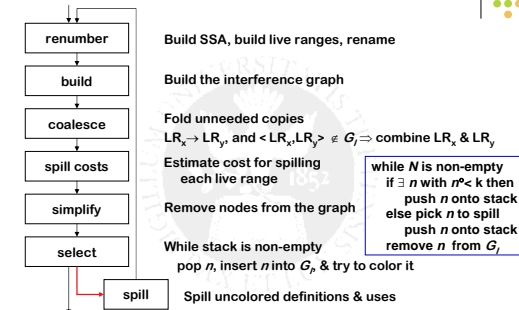 renumber
Build SSA, build live ranges, rename
build
Build the interference graph
coalesce
Fold unneeded copies
LRx → LRy, and < LRx,LRy> ∉ GI ⇒ combine LRx & LRy
spill costs
Estimate cost for spilling
each live range
simplify
Remove nodes from the graph
select
While stack is non-empty
pop n, insert n into GI, & try to color it
spill
Spill uncolored definitions & uses
while N is non-empty
if ∃ n with n°< k then
push n onto stack
else pick n to spill
push n onto stack
remove n from GI
1852